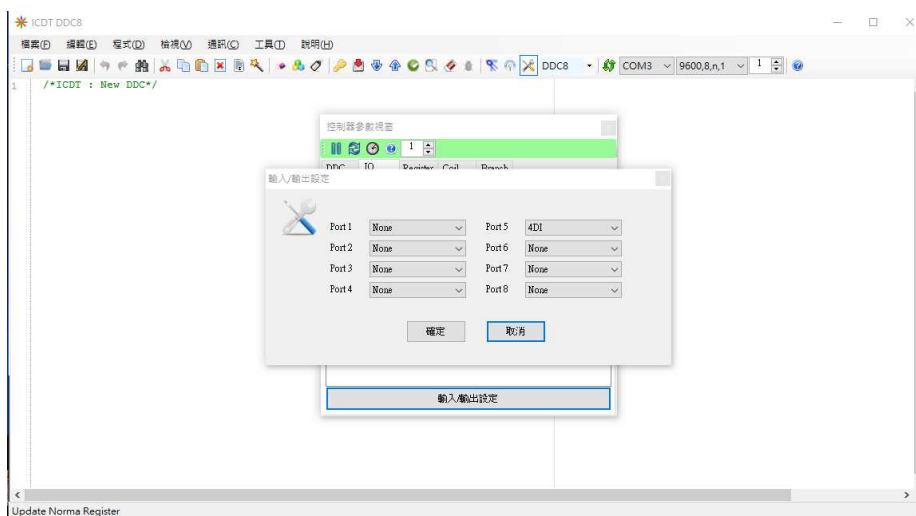 ICDT DDC8
檔案(F) 編輯(E) 程式(D) 檢視(V) 通訊(C) 工具(T) 說明(H)
DDC8 COM3 9600,8,n,1 1
1 /*ICDT : New DDC*/
控制器參數視窗
1
DDC IO Register Coil Branch
輸入/輸出設定
Port 1 None Port 5 4DI
Port 2 None Port 6 None
Port 3 None Port 7 None
Port 4 None Port 8 None
確定 取消
輸入/輸出設定
Update Norma Register